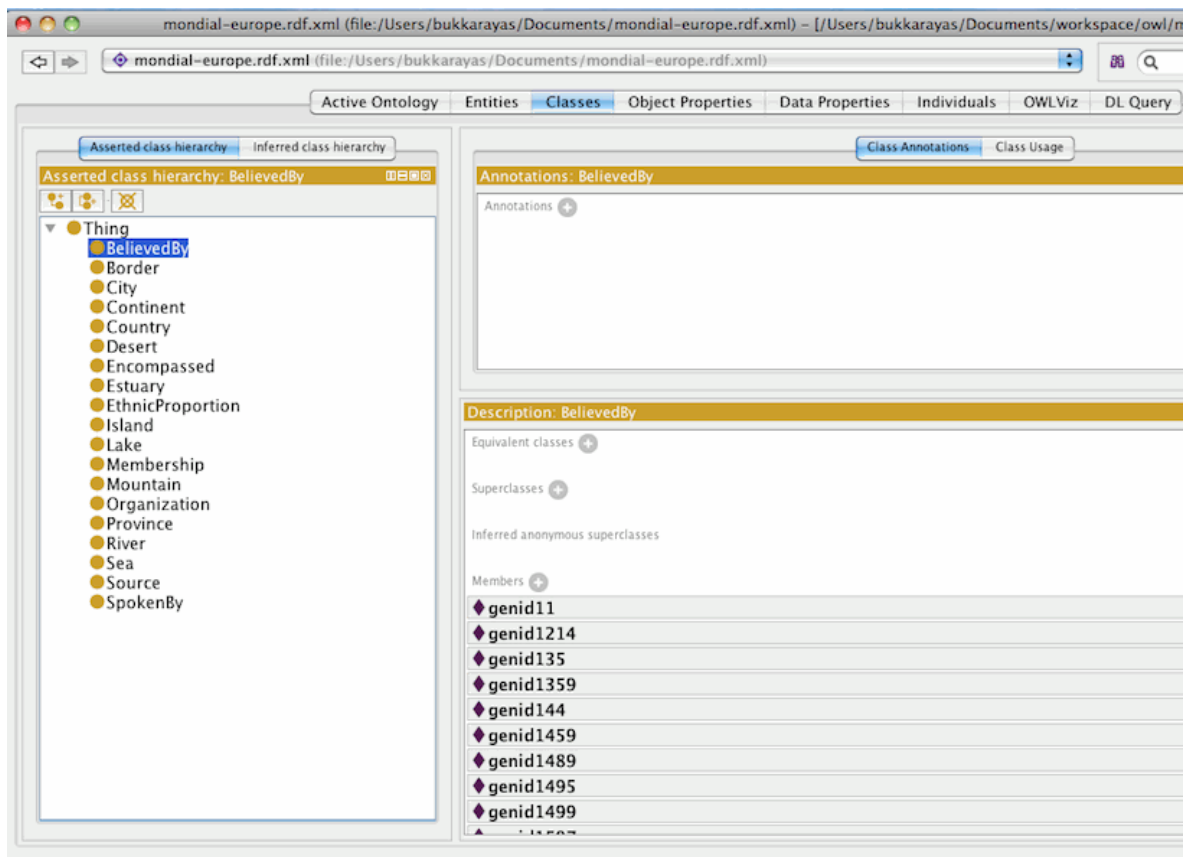 mondial-europe.rdf.xml (file:/Users/bukkarayas/Documents/mondial-europe.rdf.xml) – [/Users/bukkarayas/Documents/workspace/owl/m
mondial-europe.rdf.xml (file:/Users/bukkarayas/Documents/mondial-europe.rdf.xml)
Active Ontology Entities Classes Object Properties Data Properties Individuals OWLViz DL Query
Asserted class hierarchy Inferred class hierarchy
Asserted class hierarchy: BelievedBy
Thing
BelievedBy
Border
City
Continent
Country
Desert
Encompassed
Estuary
EthnicProportion
Island
Lake
Membership
Mountain
Organization
Province
River
Sea
Source
SpokenBy
Class Annotations Class Usage
Annotations: BelievedBy
Annotations
Description: BelievedBy
Equivalent classes
Superclasses
Inferred anonymous superclasses
Members
genid11
genid1214
genid135
genid1359
genid144
genid1459
genid1489
genid1495
genid1499